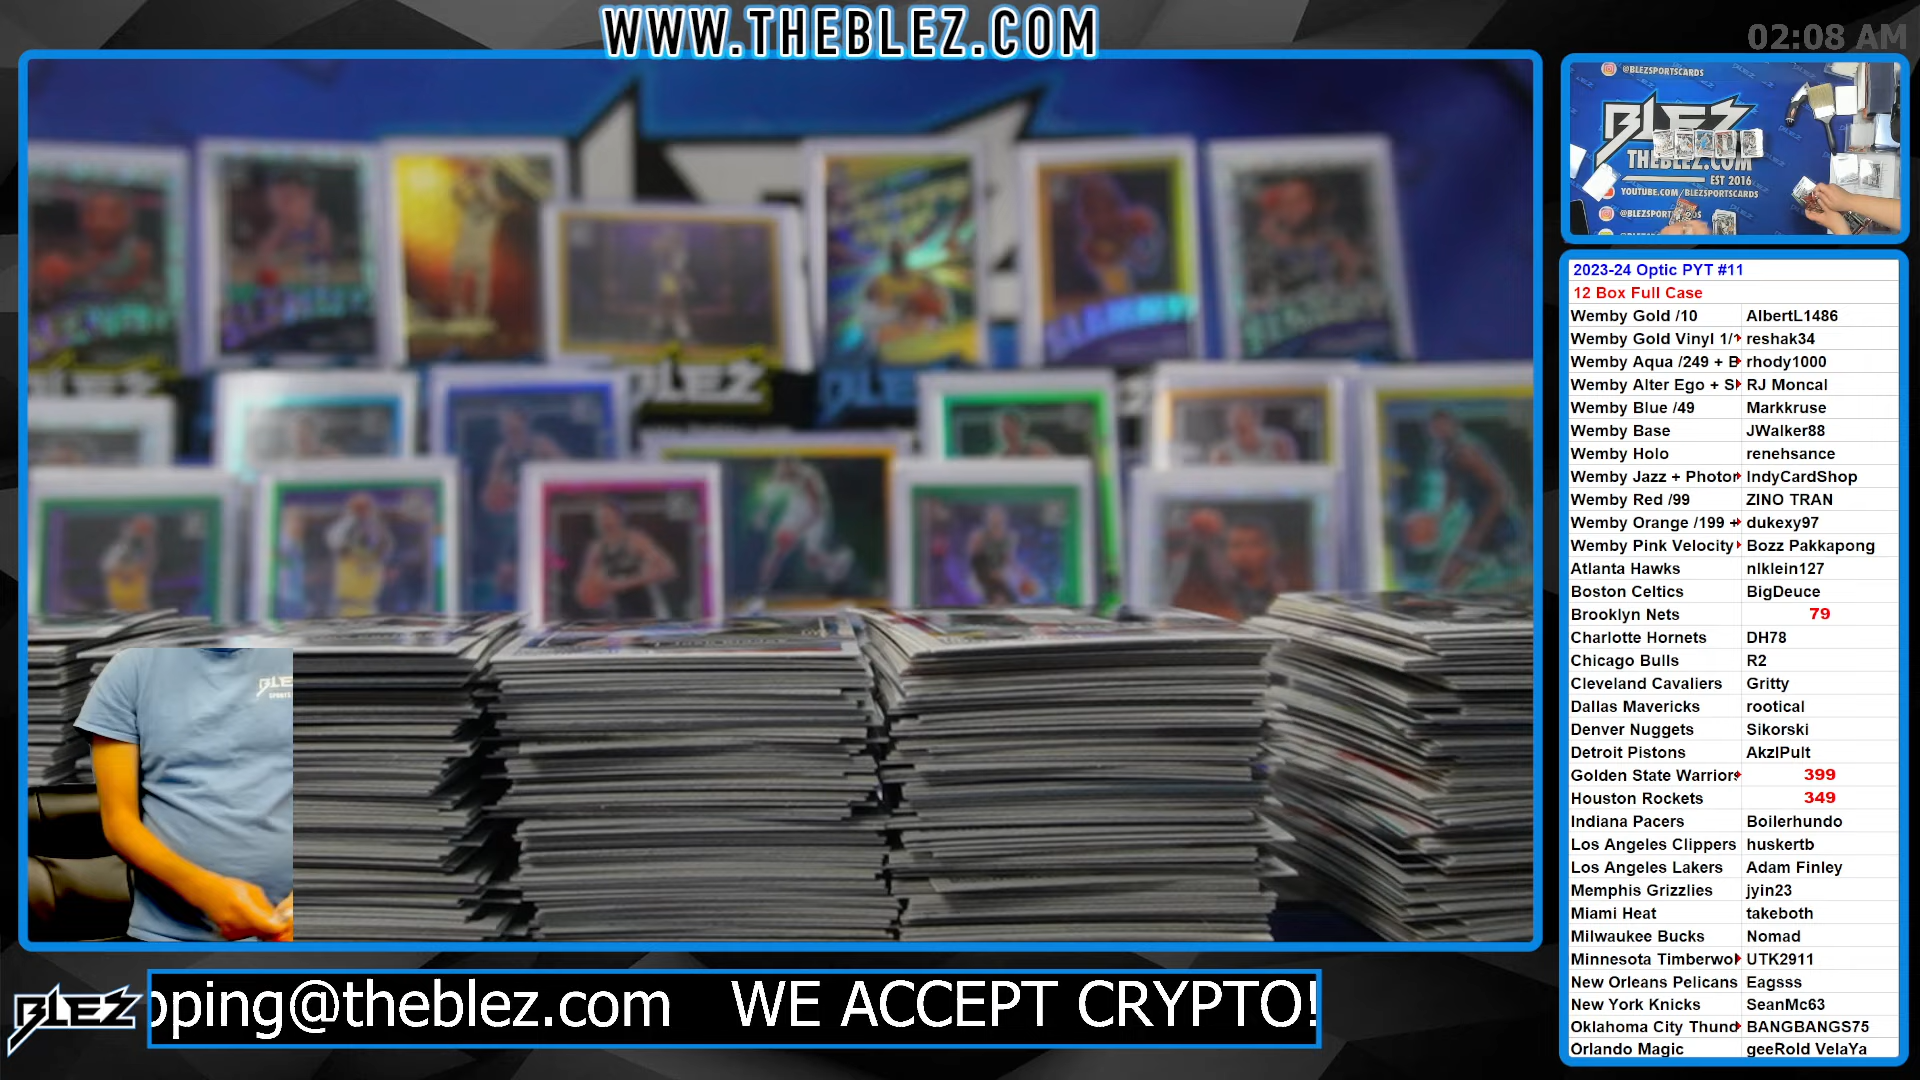 WWW.THEBLEZ.COM
02:08 AM
@BLEZSPORTSCARDS
BLEZ
THEBLEZ.COM
EST 2016
YOUTUBE.COM/BLEZSPORTSCARDS
2023-24 Optic PYT #11
12 Box Full Case
Wemby Gold /10 AlbertL1486
Wemby Gold Vinyl 1/1 reshak34
Wemby Aqua /249 + B rhody1000
Wemby Alter Ego + S RJ Moncal
Wemby Blue /49 Markkruse
Wemby Base JWalker88
Wemby Holo renehsance
Wemby Jazz + Photon IndyCardShop
Wemby Red /99 ZINO TRAN
Wemby Orange /199 + dukexy97
Wemby Pink Velocity Bozz Pakkapong
Atlanta Hawks nlklein127
Boston Celtics BigDeuce
Brooklyn Nets 79
Charlotte Hornets DH78
Chicago Bulls R2
Cleveland Cavaliers Gritty
Dallas Mavericks rootical
Denver Nuggets Sikorski
Detroit Pistons AkzlPult
Golden State Warriors 399
Houston Rockets 349
Indiana Pacers Boilerhundo
Los Angeles Clippers huskertb
Los Angeles Lakers Adam Finley
Memphis Grizzlies jyin23
Miami Heat takeboth
Milwaukee Bucks Nomad
Minnesota Timberwol UTK2911
New Orleans Pelicans Eagsss
New York Knicks SeanMc63
Oklahoma City Thund BANGBANGS75
Orlando Magic geeRold VelaYa
BLEZ
BLEZ
pping@theblez.com WE ACCEPT CRYPTO!